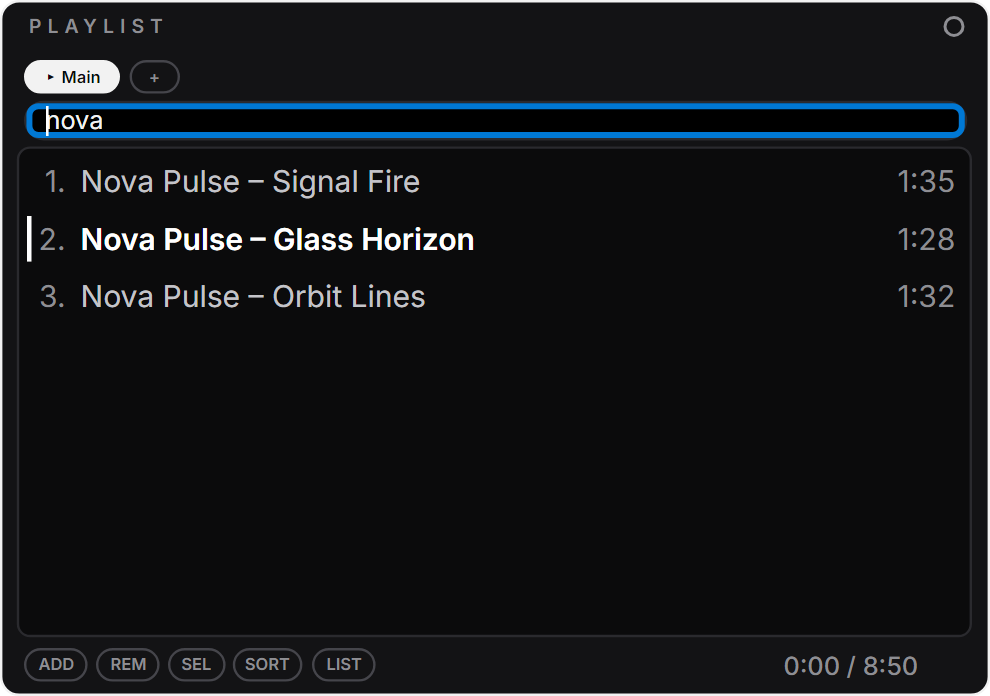 PLAYLIST
▸ Main +
nova
1. Nova Pulse – Signal Fire 1:35
2. Nova Pulse – Glass Horizon 1:28
3. Nova Pulse – Orbit Lines 1:32
ADD REM SEL SORT LIST 0:00 / 8:50